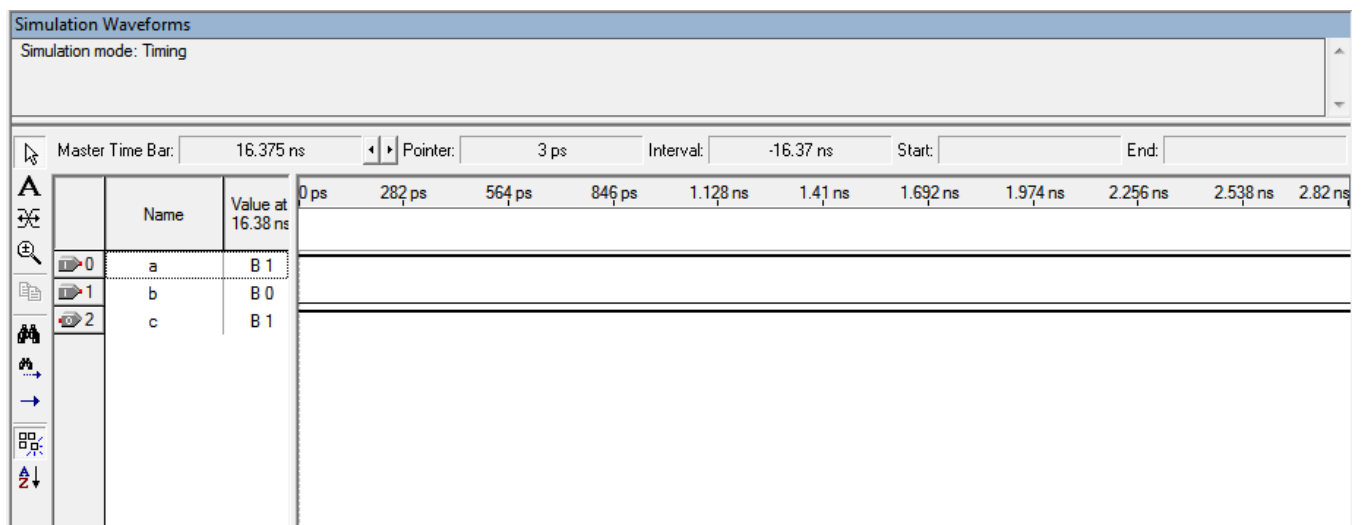 Simulation Waveforms
Simulation mode: Timing
Master Time Bar: 16.375 ns Pointer: 3 ps Interval: -16.37 ns Start: End:
Name Value at 16.38 ns 0 ps 282 ps 564 ps 846 ps 1.128 ns 1.41 ns 1.692 ns 1.974 ns 2.256 ns 2.538 ns 2.82 ns
0 a B 1
1 b B 0
2 c B 1